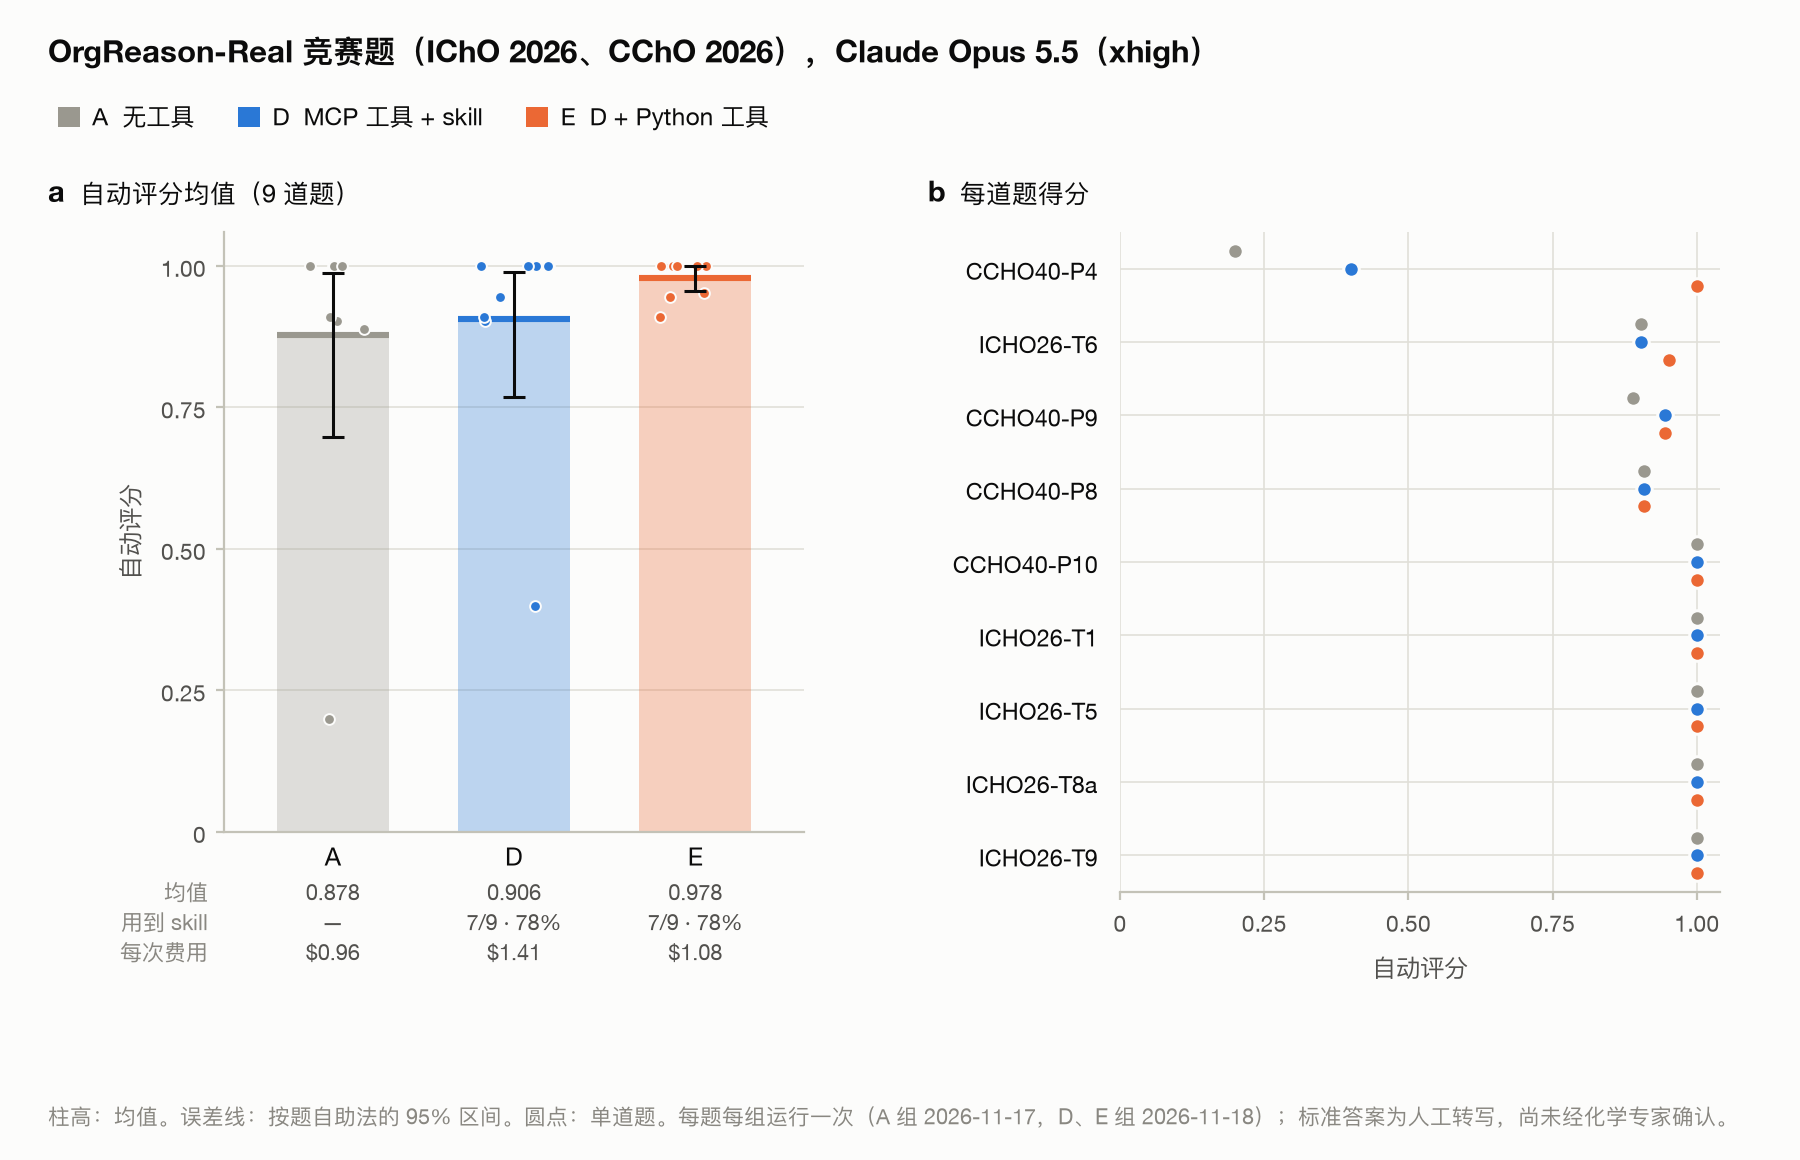 OrgReason-Real 竞赛题（IChO 2026、CChO 2026），Claude Opus 5.5（xhigh）
A 无工具
D MCP 工具 + skill
E D + Python 工具
a 自动评分均值（9 道题）
1.00
0.75
0.50
0.25
0
自动评分
A D E
均值 0.878 0.906 0.978
用到 skill — 7/9 · 78% 7/9 · 78%
每次费用 $0.96 $1.41 $1.08
b 每道题得分
CCHO40-P4
ICHO26-T6
CCHO40-P9
CCHO40-P8
CCHO40-P10
ICHO26-T1
ICHO26-T5
ICHO26-T8a
ICHO26-T9
0 0.25 0.50 0.75 1.00
自动评分
柱高：均值。误差线：按题自助法的 95% 区间。圆点：单道题。每题每组运行一次（A 组 2026-11-17，D、E 组 2026-11-18）；标准答案为人工转写，尚未经化学专家确认。